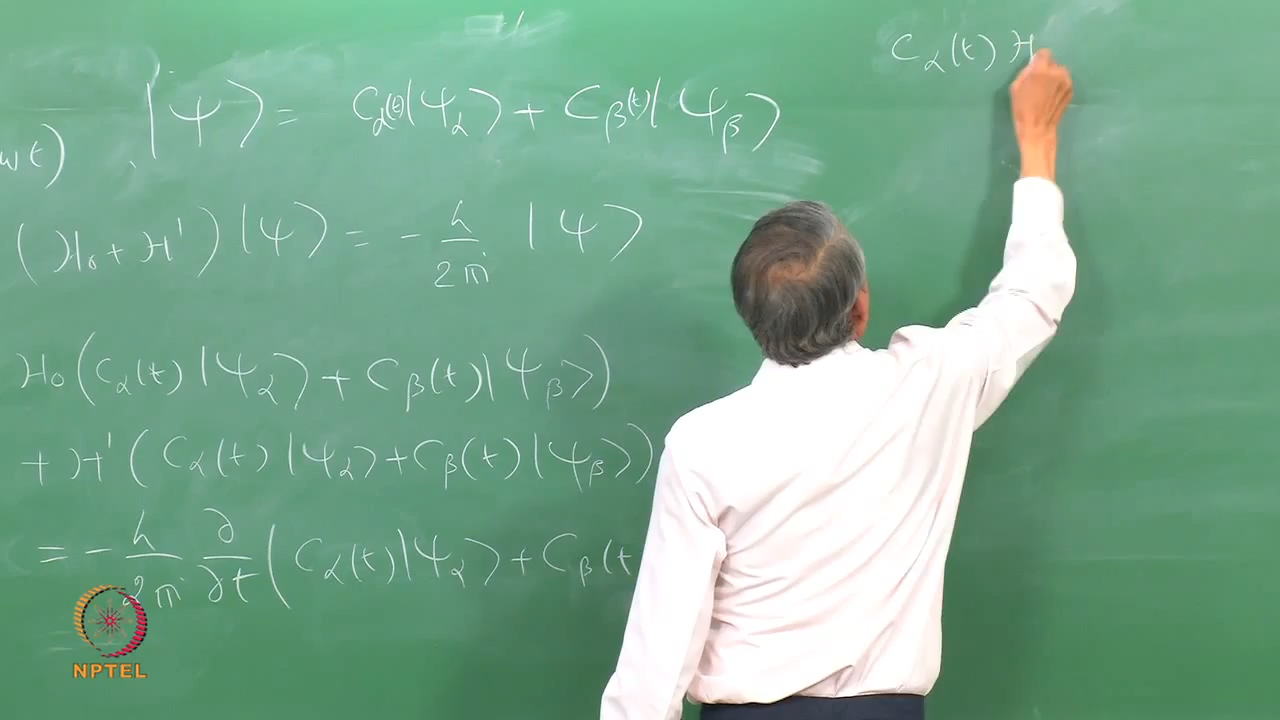 ωt) |ψ⟩ = Cα(t)|ψα⟩ + Cβ(t)|ψβ⟩
(H₀ + H')|ψ⟩ = - h/2πi |ψ⟩
H₀(Cα(t)|ψα⟩ + Cβ(t)|ψβ⟩)
+ H'(Cα(t)|ψα⟩ + Cβ(t)|ψβ⟩)
= - h/2πi ∂/∂t (Cα(t)|ψα⟩ + Cβ(t
Cα(t) H
NPTEL